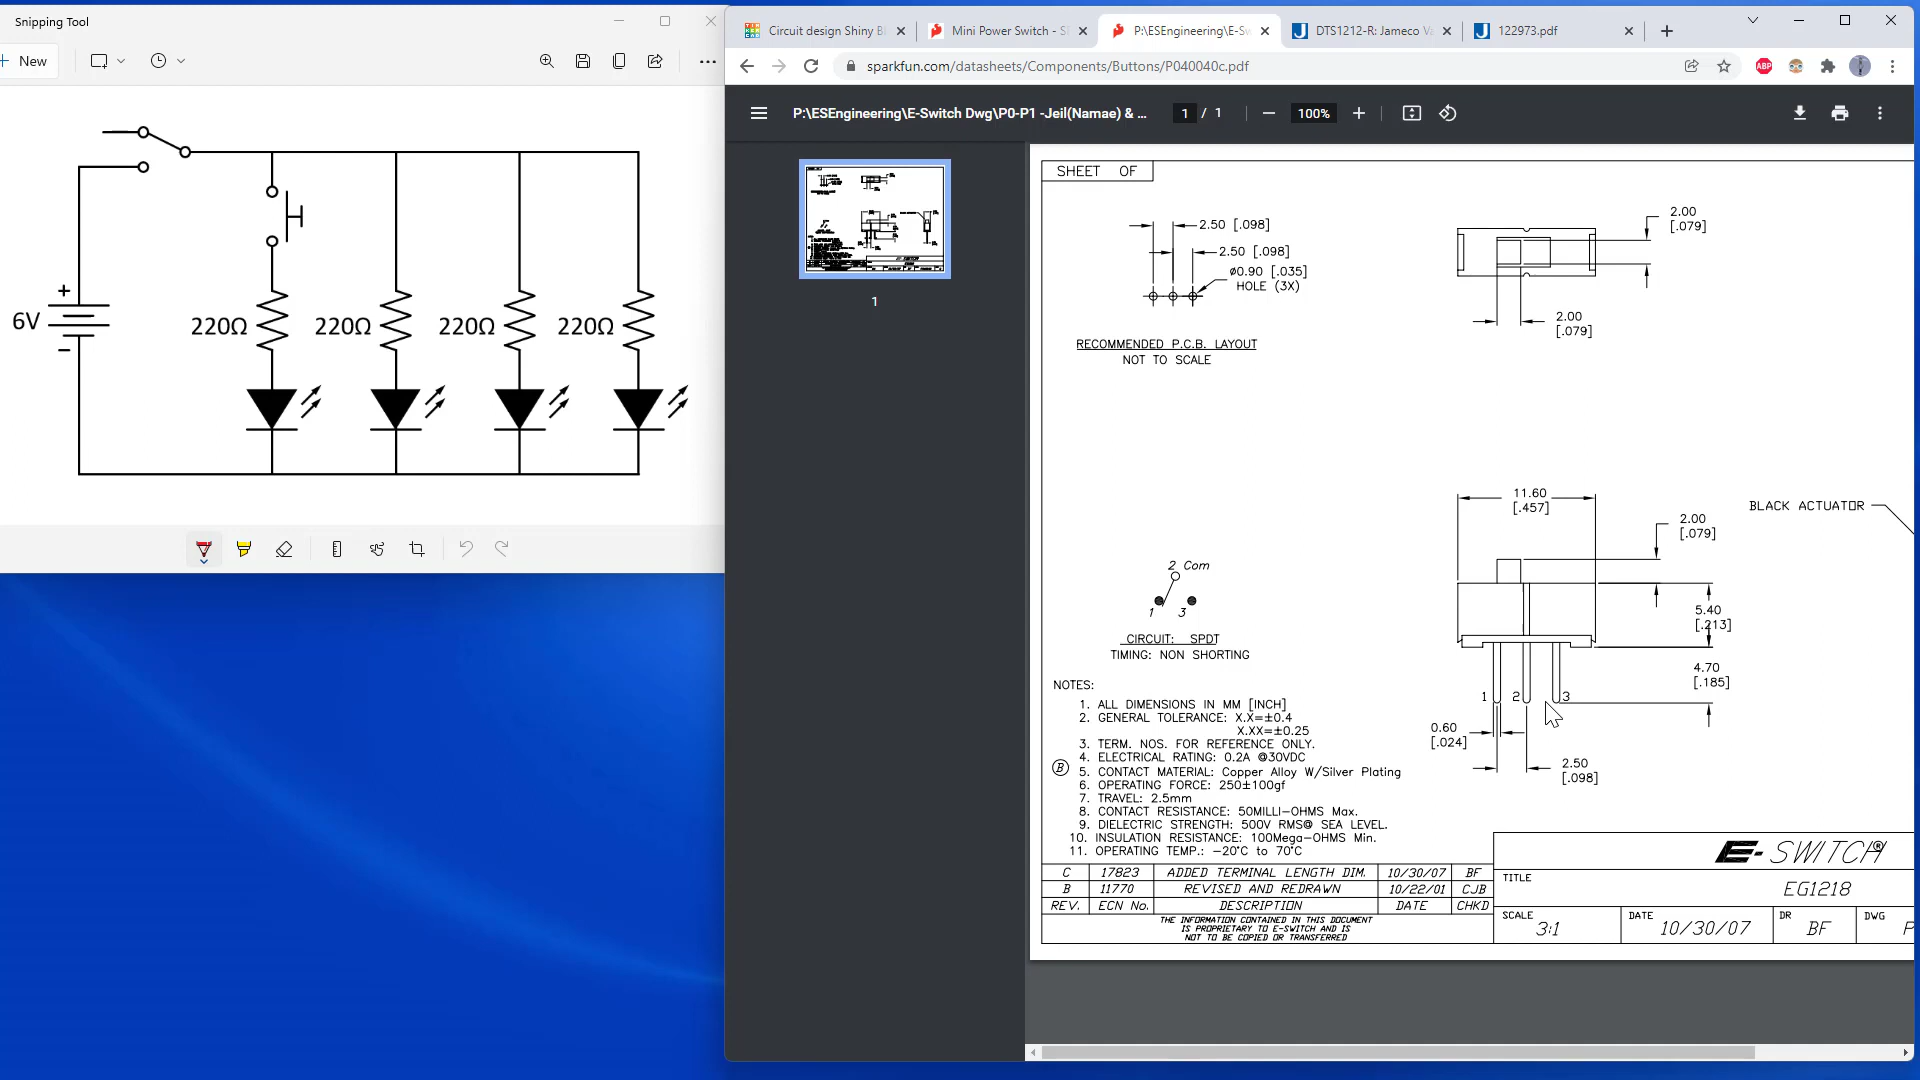 Snipping Tool
New
6V
+
−
220Ω
220Ω
220Ω
220Ω
Circuit design Shiny B
Mini Power Switch - S
P:\ESEngineering\E-Sw
DTS1212-R: Jameco Va
122973.pdf
sparkfun.com/datasheets/Components/Buttons/P040040c.pdf
ABP
P:\ESEngineering\E-Switch Dwg\P0-P1 -Jeil(Namae) & ...
1 / 1
100%
1
SHEET OF
2.50 [.098]
2.50 [.098]
Ø0.90 [.035]
HOLE (3X)
RECOMMENDED P.C.B. LAYOUT
NOT TO SCALE
2.00
[.079]
2.00
[.079]
11.60
[.457]
2.00
[.079]
BLACK ACTUATOR
5.40
[.213]
4.70
[.185]
1 2 3
0.60
[.024]
2.50
[.098]
2 Com
1 3
CIRCUIT: SPDT
TIMING: NON SHORTING
NOTES:
1. ALL DIMENSIONS IN MM [INCH]
2. GENERAL TOLERANCE: X.X=±0.4
X.XX=±0.25
3. TERM. NOS. FOR REFERENCE ONLY.
4. ELECTRICAL RATING: 0.2A @30VDC
B 5. CONTACT MATERIAL: Copper Alloy W/Silver Plating
6. OPERATING FORCE: 250±100gf
7. TRAVEL: 2.5mm
8. CONTACT RESISTANCE: 50MILLI-OHMS Max.
9. DIELECTRIC STRENGTH: 500V RMS@ SEA LEVEL.
10. INSULATION RESISTANCE: 100Mega-OHMS Min.
11. OPERATING TEMP.: -20°C to 70°C
C 17823 ADDED TERMINAL LENGTH DIM. 10/30/07 BF
B 11770 REVISED AND REDRAWN 10/22/01 CJB
REV. ECN No. DESCRIPTION DATE CHKD
THE INFORMATION CONTAINED IN THIS DOCUMENT
IS PROPRIETARY TO E-SWITCH AND IS
NOT TO BE COPIED OR TRANSFERRED
E-SWITCH®
TITLE
EG1218
SCALE 3:1
DATE 10/30/07
DR BF
DWG P